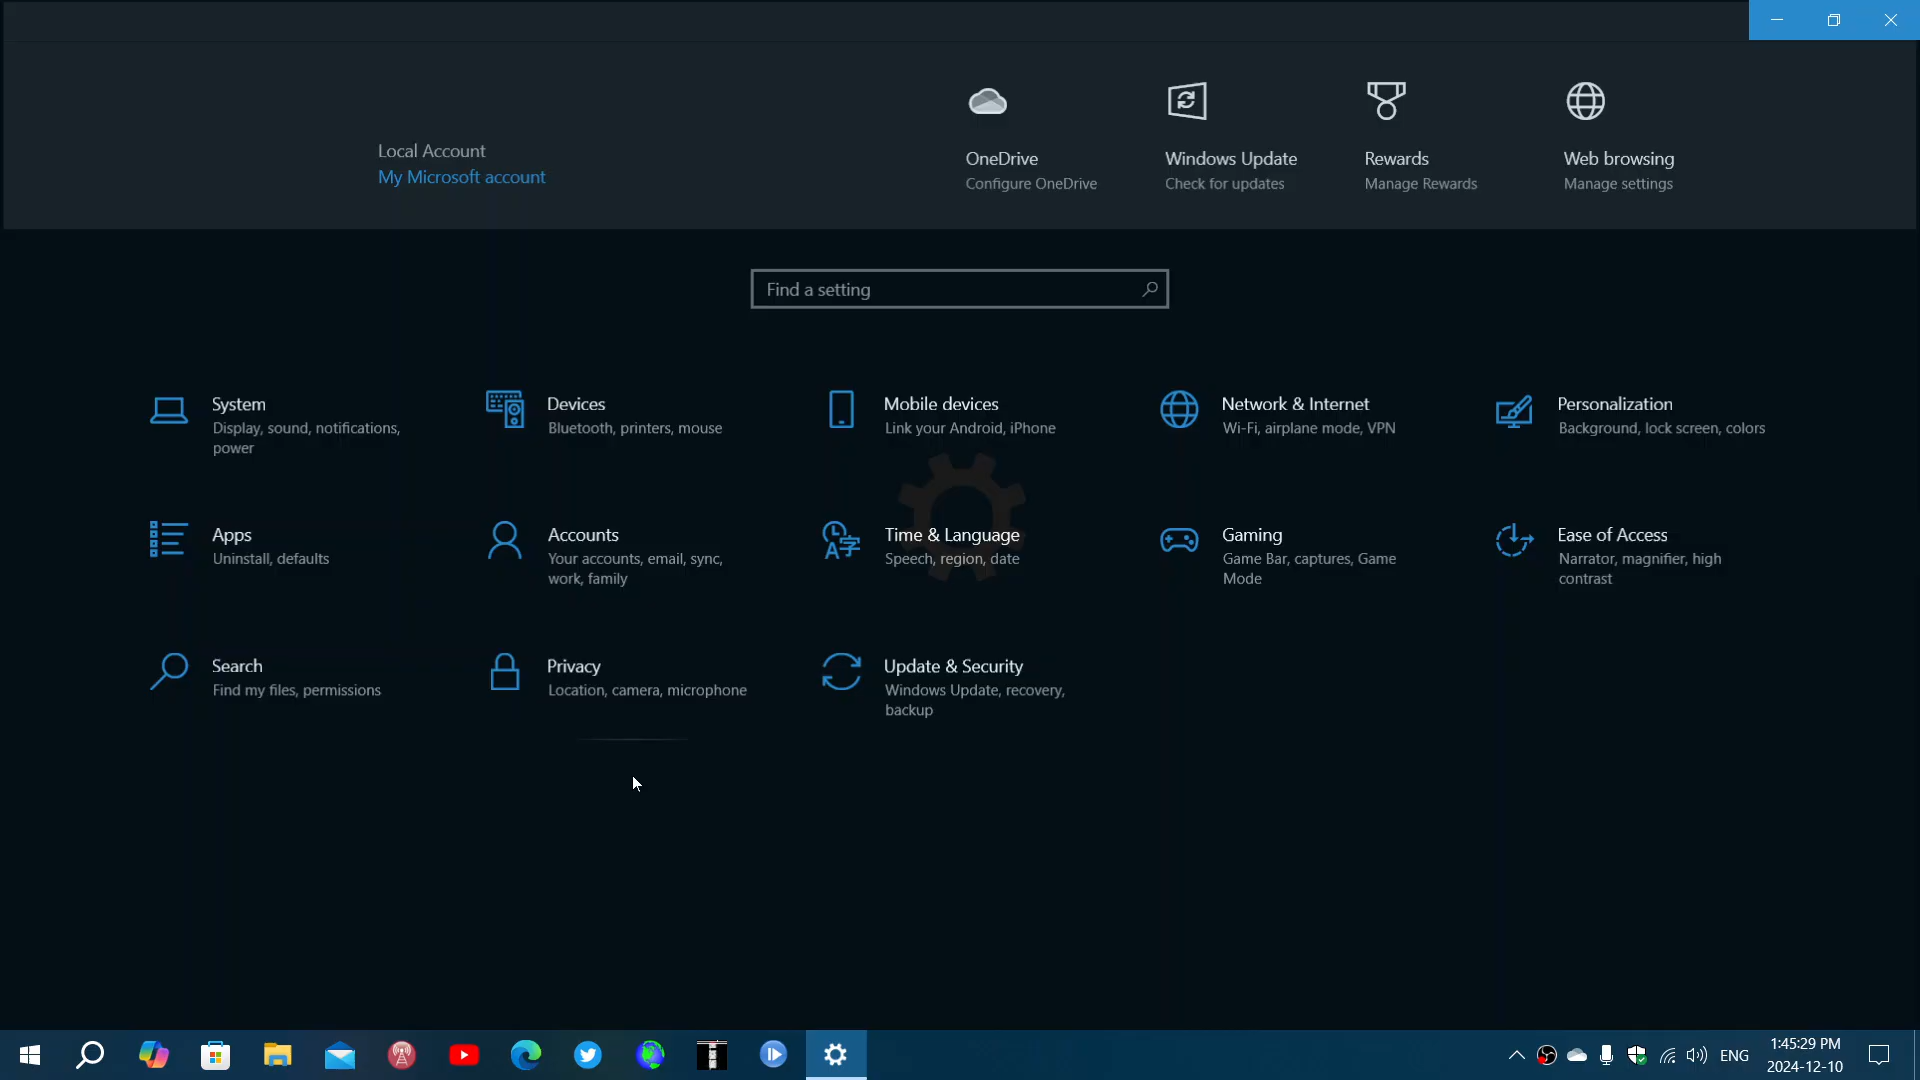 Local Account
My Microsoft account
OneDrive
Configure OneDrive
Windows Update
Check for updates
Rewards
Manage Rewards
Web browsing
Manage settings
Find a setting
System
Display, sound, notifications,
power
Devices
Bluetooth, printers, mouse
Mobile devices
Link your Android, iPhone
Network & Internet
Wi-Fi, airplane mode, VPN
Personalization
Background, lock screen, colors
Apps
Uninstall, defaults
Accounts
Your accounts, email, sync,
work, family
Time & Language
Speech, region, date
Gaming
Game Bar, captures, Game
Mode
Ease of Access
Narrator, magnifier, high
contrast
Search
Find my files, permissions
Privacy
Location, camera, microphone
Update & Security
Windows Update, recovery,
backup
ENG
1:45:29 PM
2024-12-10